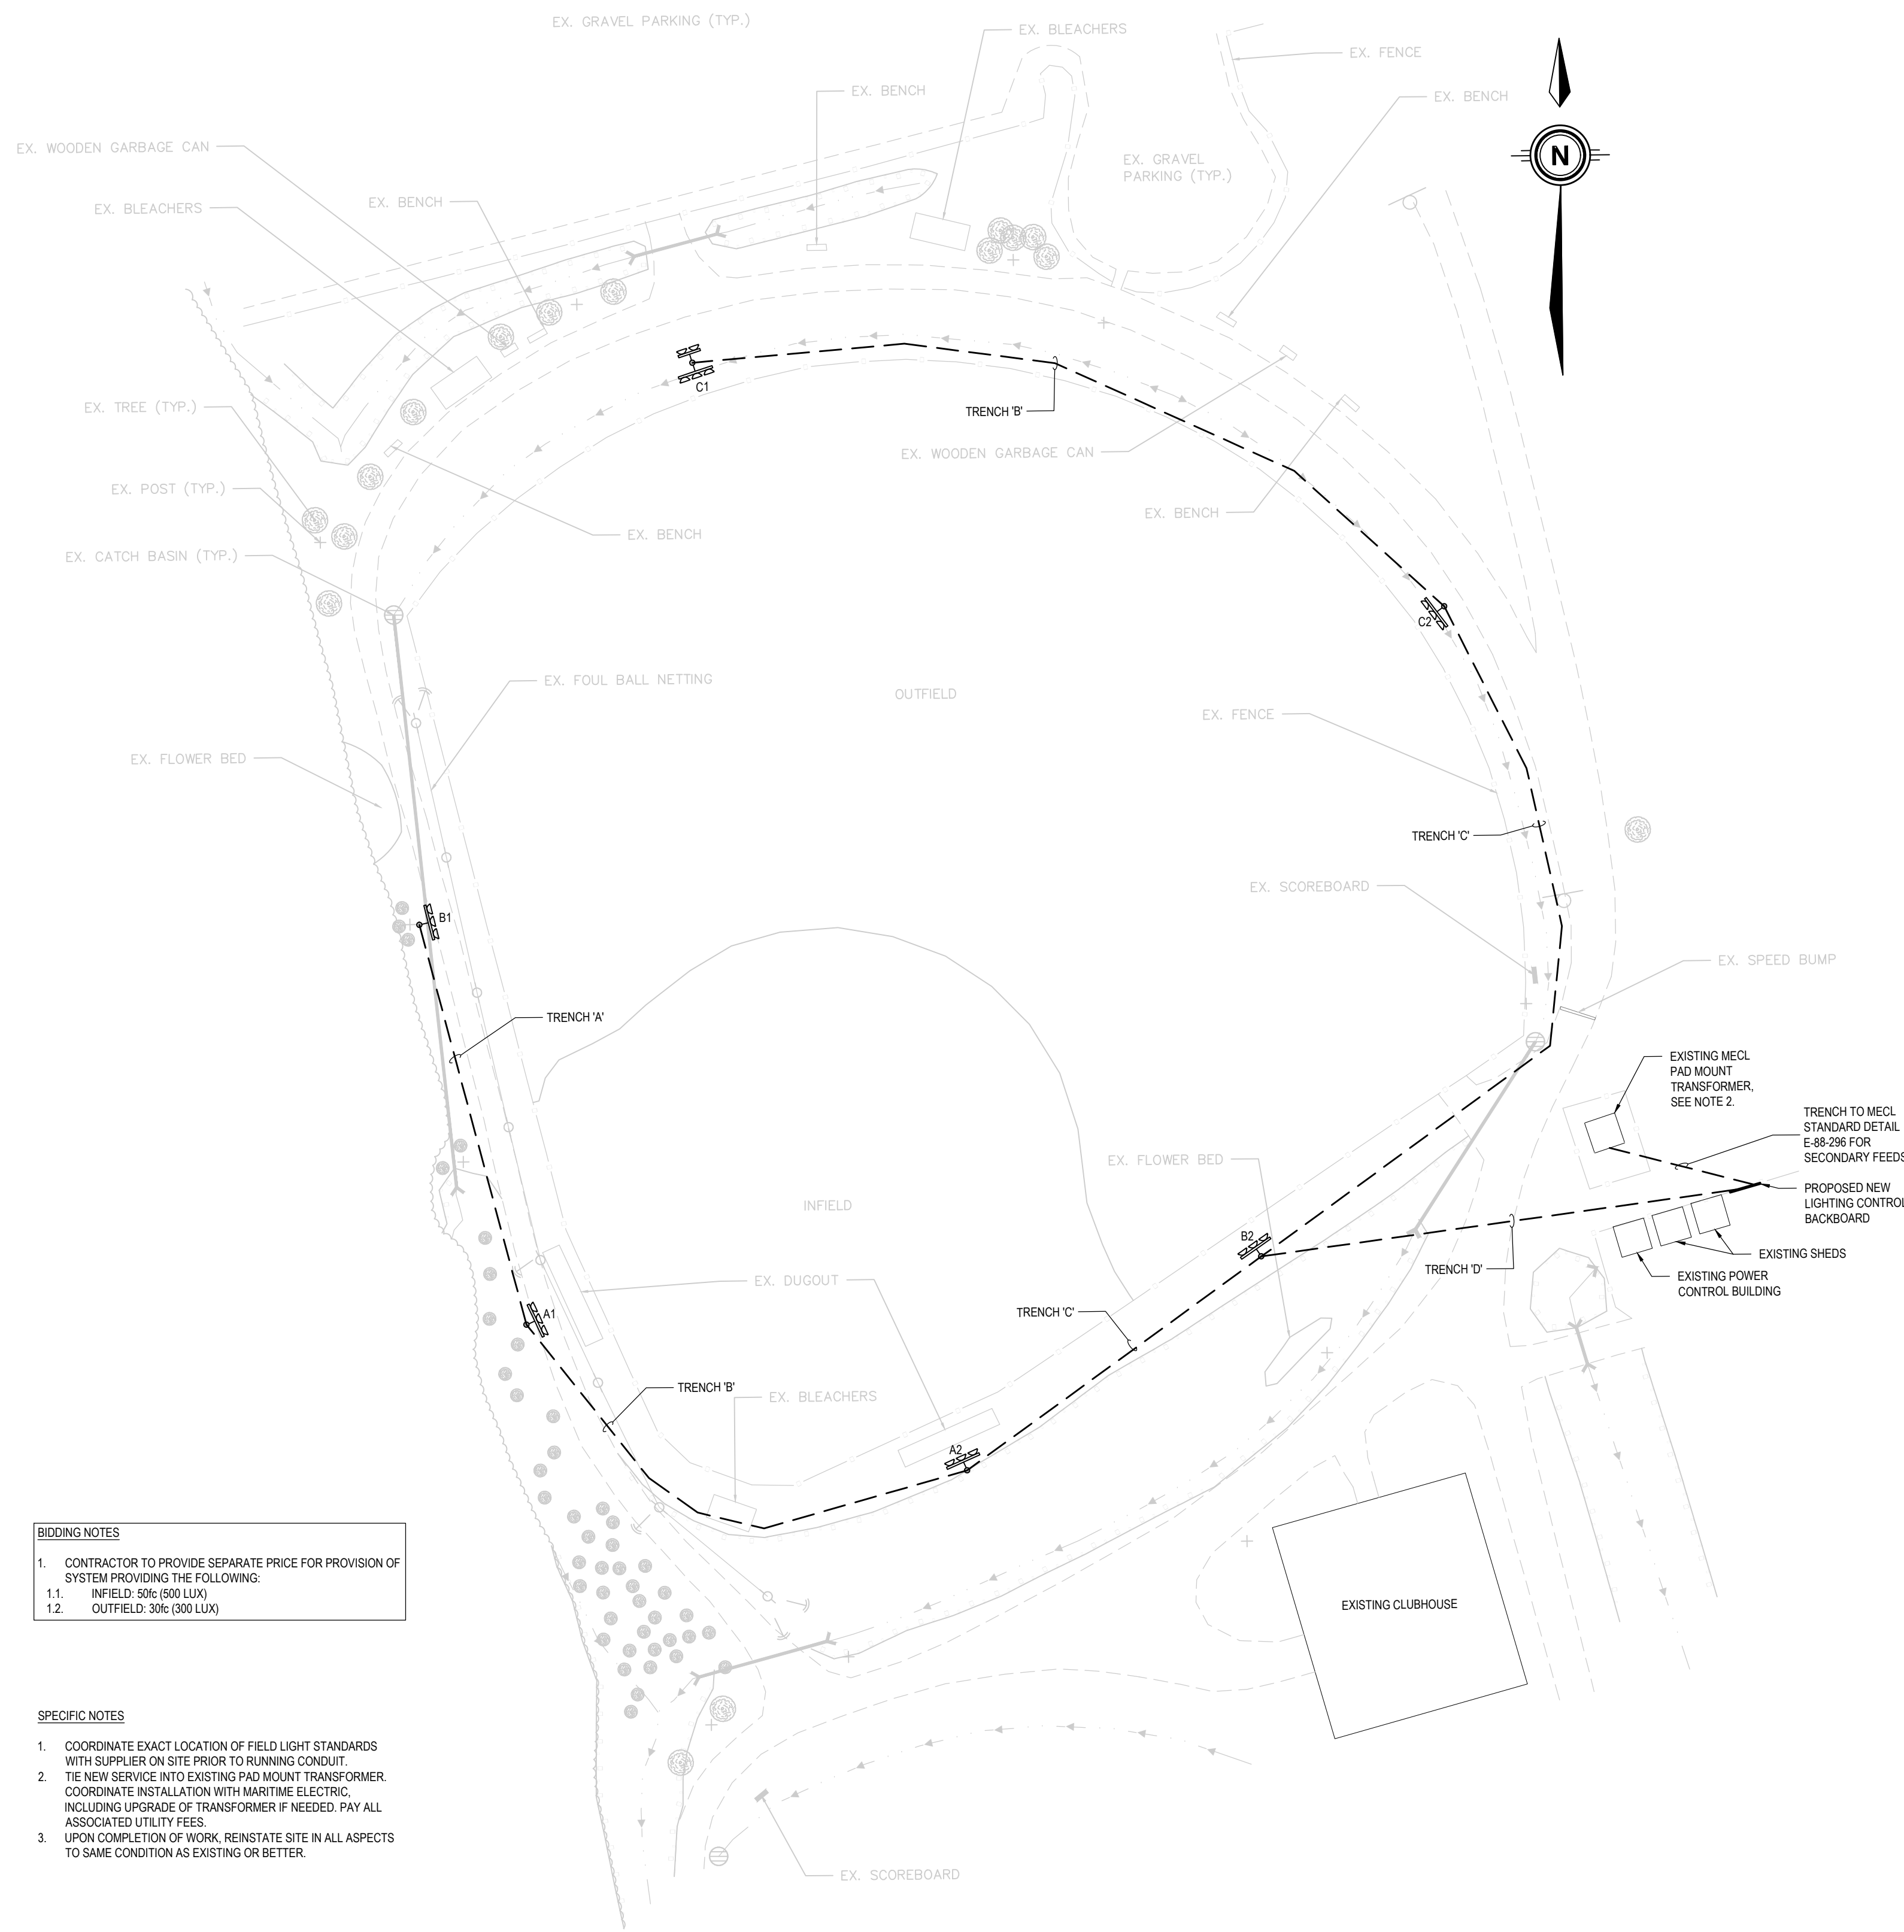 EX. GRAVEL PARKING (TYP.)
EX. BLEACHERS
EX. FENCE
EX. BENCH
EX. BENCH
EX. WOODEN GARBAGE CAN
N
EX. GRAVEL
PARKING (TYP.)
EX. BLEACHERS
EX. BENCH
C1
EX. TREE (TYP.)
TRENCH 'B'
EX. WOODEN GARBAGE CAN
EX. POST (TYP.)
EX. BENCH
EX. BENCH
EX. CATCH BASIN (TYP.)
C2
EX. FOUL BALL NETTING
OUTFIELD
EX. FENCE
EX. FLOWER BED
TRENCH 'C'
EX. SCOREBOARD
B1
EX. SPEED BUMP
TRENCH 'A'
EXISTING MECL
PAD MOUNT
TRANSFORMER,
SEE NOTE 2.
TRENCH TO MECL
STANDARD DETAIL
E-88-296 FOR
SECONDARY FEEDS
EX. FLOWER BED
PROPOSED NEW
LIGHTING CONTROL
BACKBOARD
INFIELD
B2
EXISTING SHEDS
TRENCH 'D'
EXISTING POWER
CONTROL BUILDING
EX. DUGOUT
A1
TRENCH 'C'
TRENCH 'B'
EX. BLEACHERS
A2
BIDDING NOTES
1. CONTRACTOR TO PROVIDE SEPARATE PRICE FOR PROVISION OF
SYSTEM PROVIDING THE FOLLOWING:
1.1. INFIELD: 50fc (500 LUX)
1.2. OUTFIELD: 30fc (300 LUX)
EXISTING CLUBHOUSE
SPECIFIC NOTES
1. COORDINATE EXACT LOCATION OF FIELD LIGHT STANDARDS
WITH SUPPLIER ON SITE PRIOR TO RUNNING CONDUIT.
2. TIE NEW SERVICE INTO EXISTING PAD MOUNT TRANSFORMER.
COORDINATE INSTALLATION WITH MARITIME ELECTRIC,
INCLUDING UPGRADE OF TRANSFORMER IF NEEDED. PAY ALL
ASSOCIATED UTILITY FEES.
3. UPON COMPLETION OF WORK, REINSTATE SITE IN ALL ASPECTS
TO SAME CONDITION AS EXISTING OR BETTER.
EX. SCOREBOARD